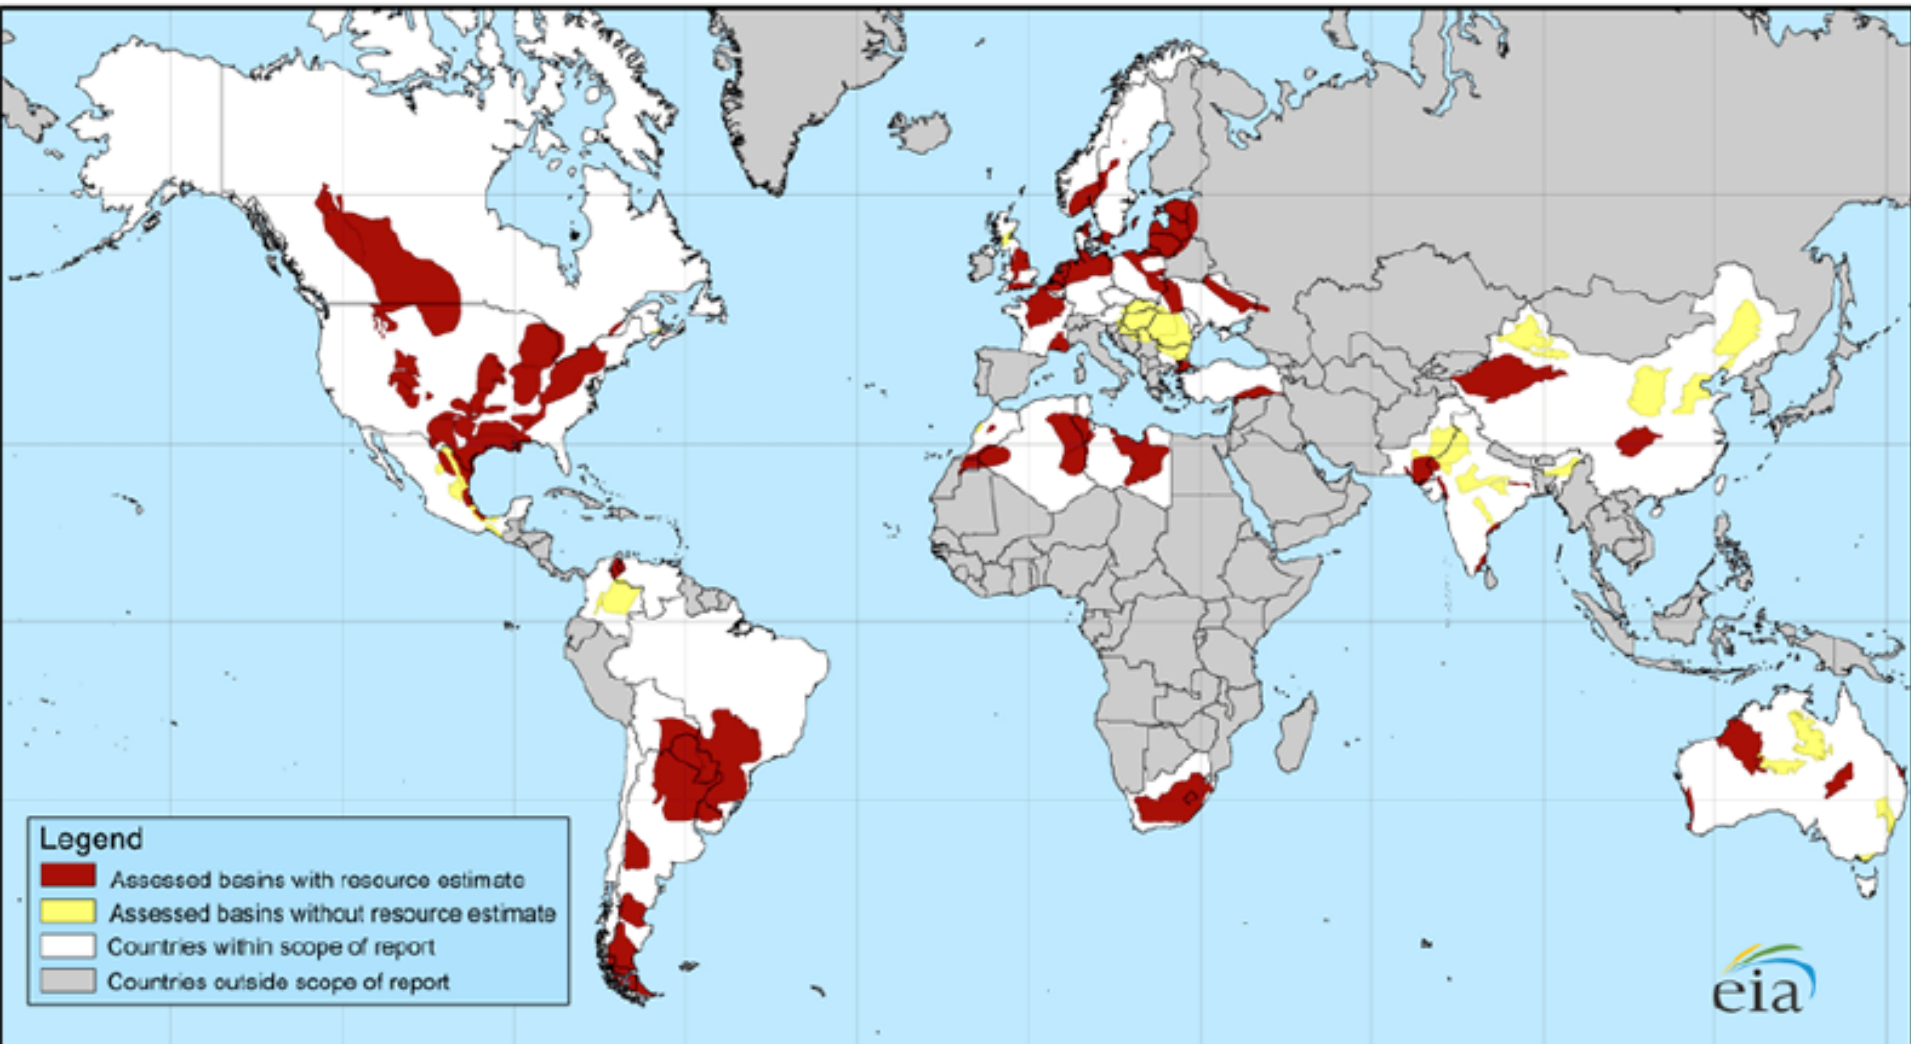 Legend
Assessed basins with resource estimate
Assessed basins without resource estimate
Countries within scope of report
Countries outside scope of report
eia